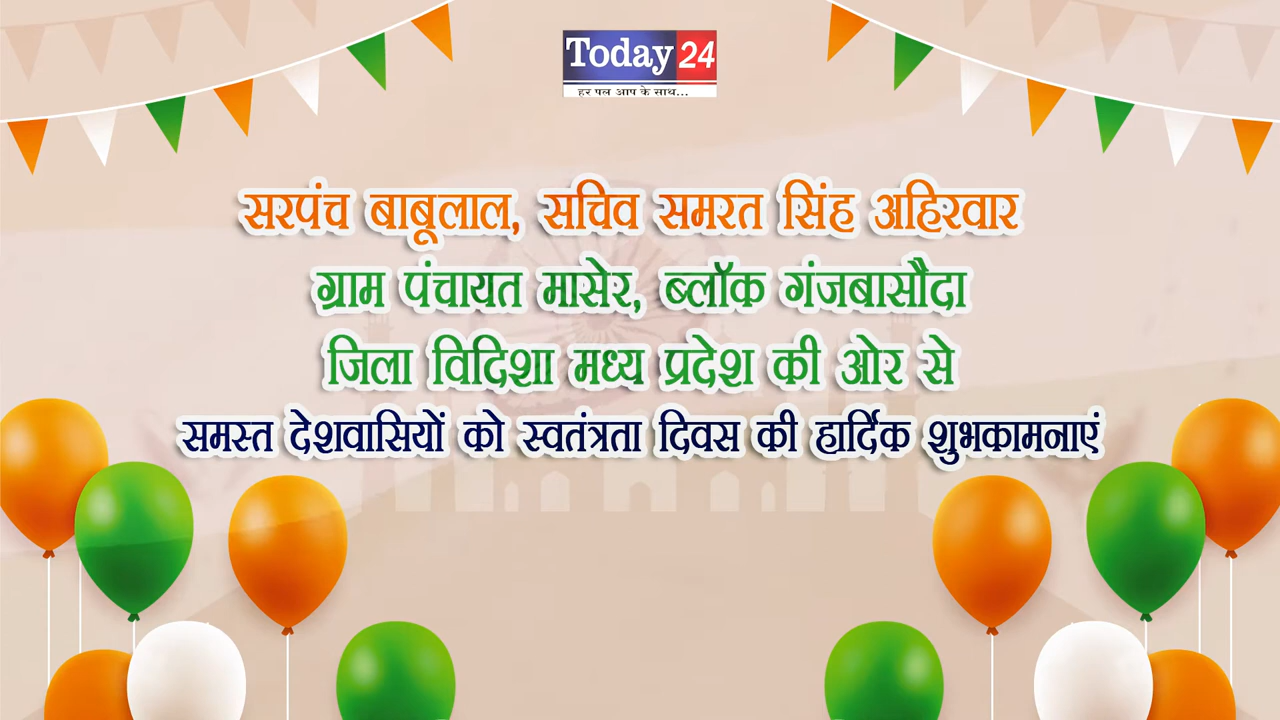 Today 24
हर पल आप के साथ...
सरपंच बाबूलाल, सचिव समरत सिंह अहिरवार
ग्राम पंचायत मासेर, ब्लॉक गंजबासौदा
जिला विदिशा मध्य प्रदेश की ओर से
समस्त देशवासियों को स्वतंत्रता दिवस की हार्दिक शुभकामनाएं